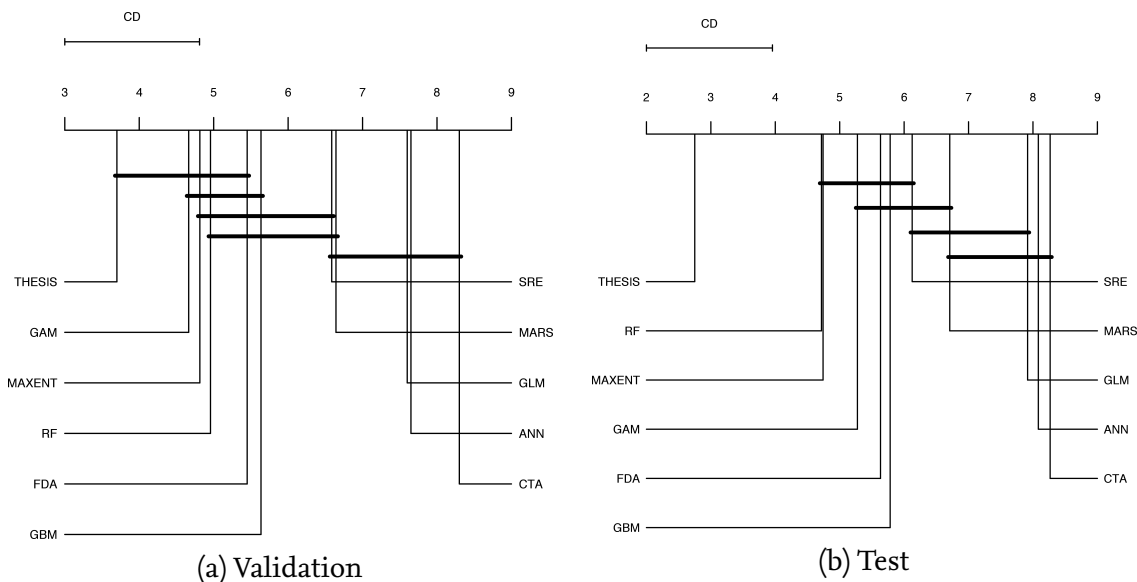 CD
3 4 5 6 7 8 9
THESIS
GAM
MAXENT
RF
FDA
GBM
SRE
MARS
GLM
ANN
CTA
(a) Validation
CD
2 3 4 5 6 7 8 9
THESIS
RF
MAXENT
GAM
FDA
GBM
SRE
MARS
GLM
ANN
CTA
(b) Test